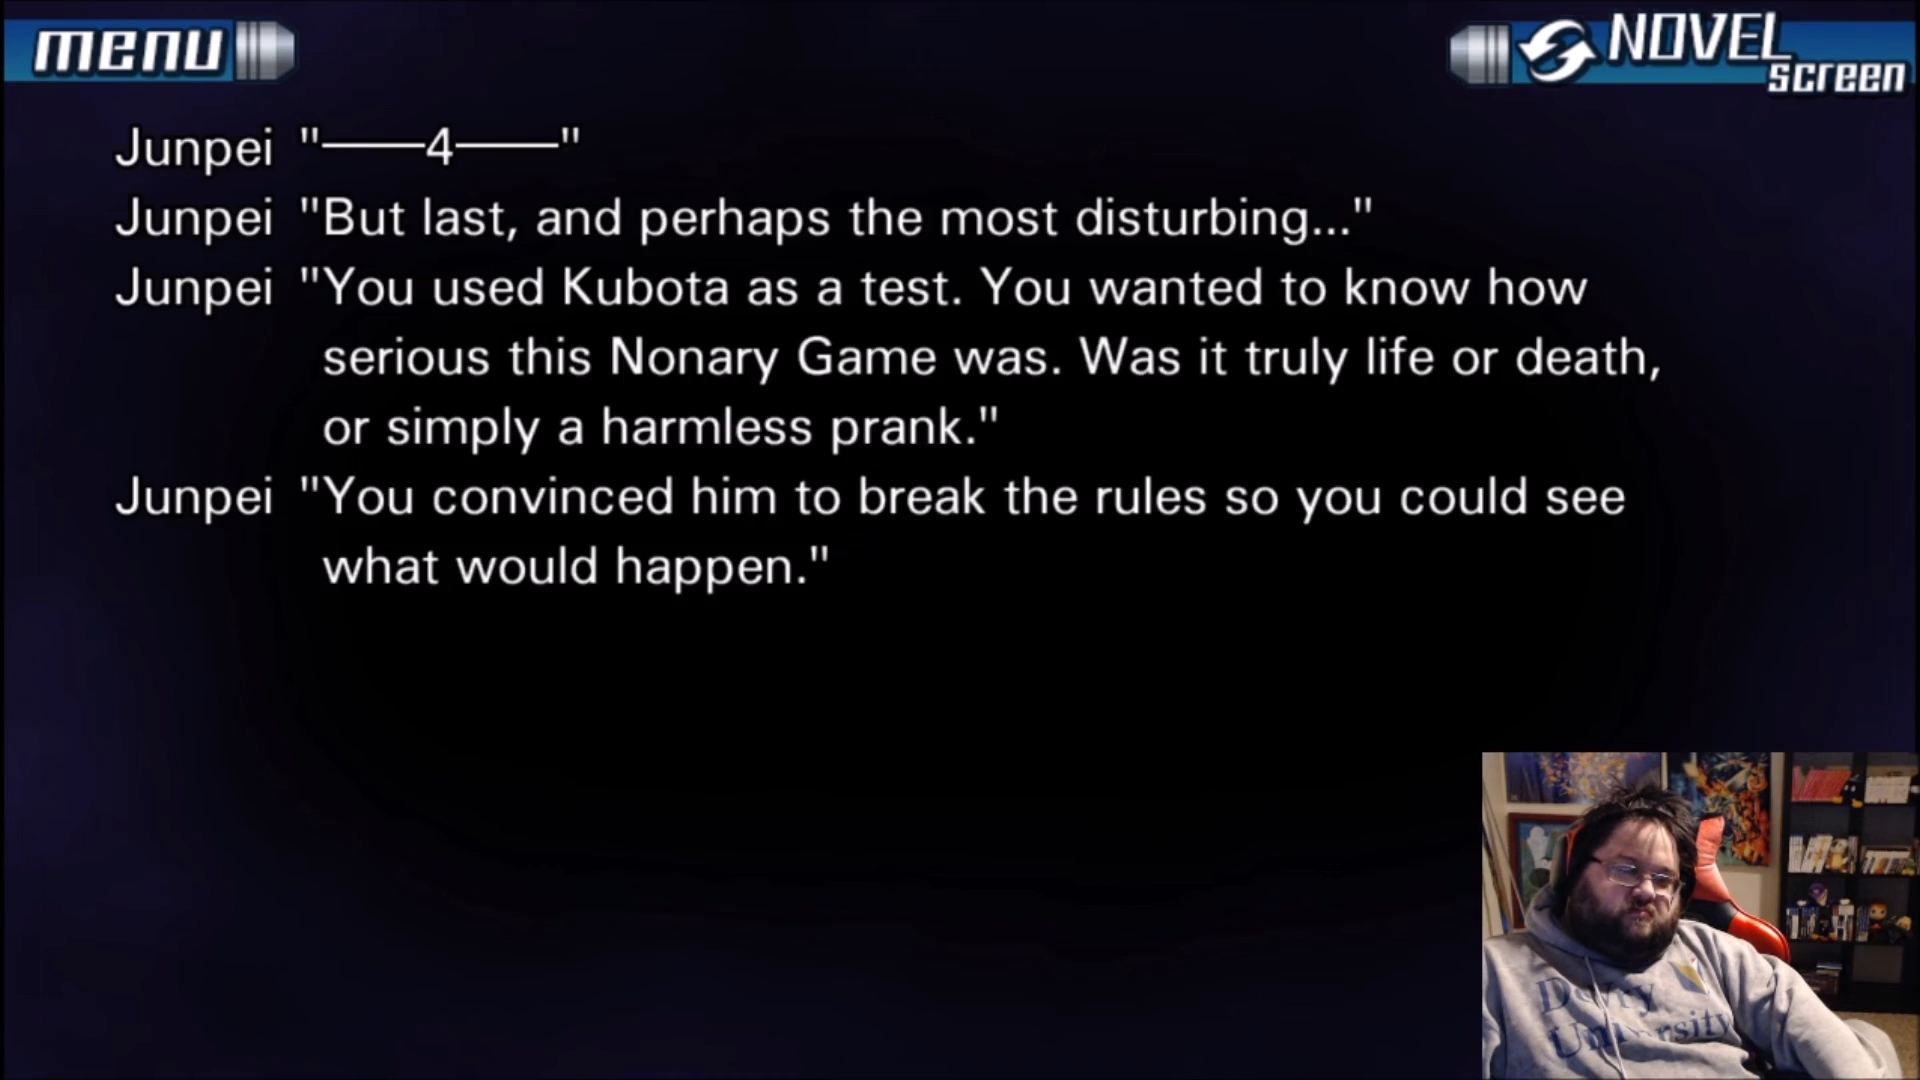 menu
NOVEL
screen
Junpei "——4——"
Junpei "But last, and perhaps the most disturbing..."
Junpei "You used Kubota as a test. You wanted to know how
serious this Nonary Game was. Was it truly life or death,
or simply a harmless prank."
Junpei "You convinced him to break the rules so you could see
what would happen."
DeVry
University